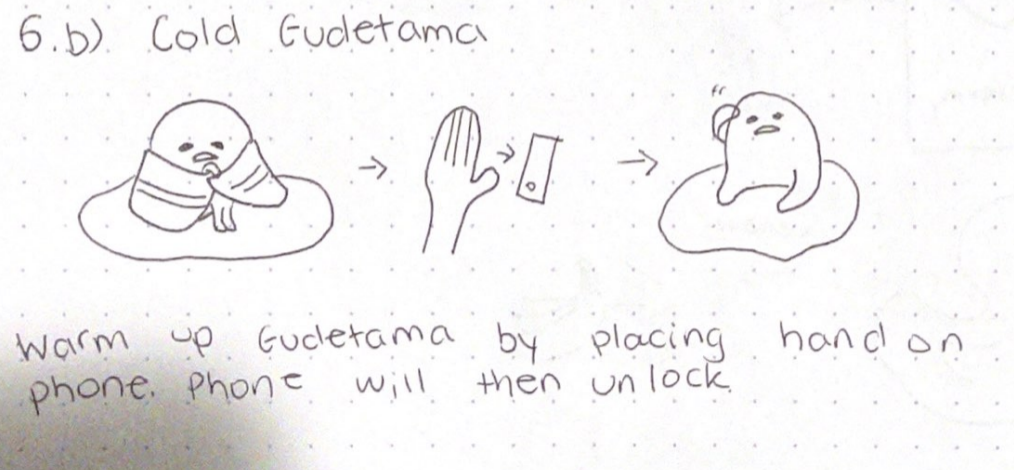 6.b) Cold Gudetama
Warm up Gudetama by placing hand on
phone. Phone will then unlock.